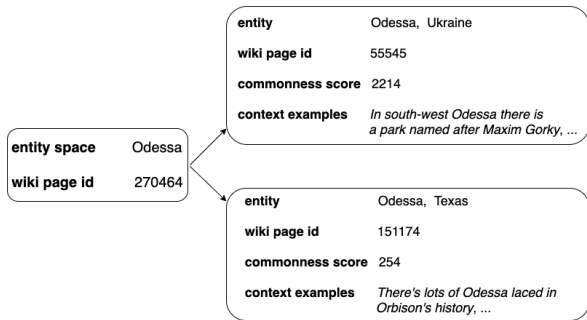 entity space Odessa
wiki page id 270464
entity Odessa, Ukraine
wiki page id 55545
commonness score 2214
context examples In south-west Odessa there is
a park named after Maxim Gorky, ...
entity Odessa, Texas
wiki page id 151174
commonness score 254
context examples There's lots of Odessa laced in
Orbison's history, ...